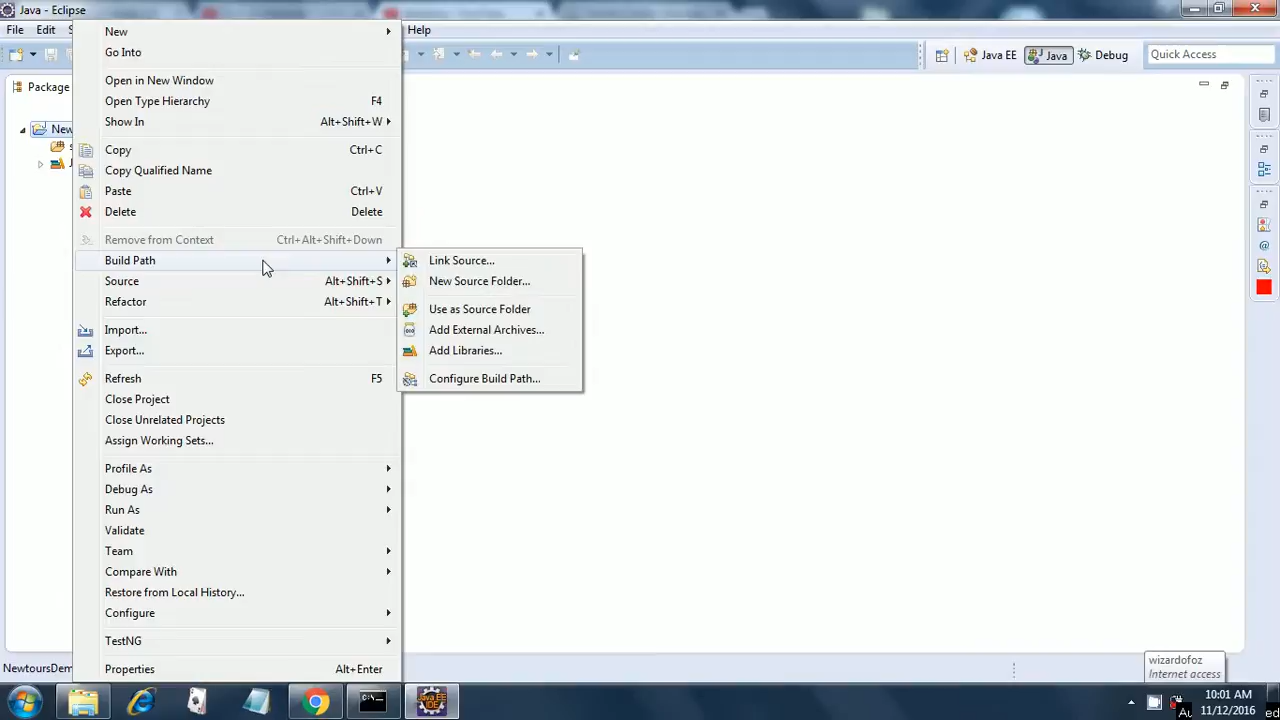 Java - Eclipse
File Edit S Help
Java EE Java Debug Quick Access
Package
New
New
Go Into
Open in New Window
Open Type Hierarchy F4
Show In Alt+Shift+W
Copy Ctrl+C
Copy Qualified Name
Paste Ctrl+V
Delete Delete
Remove from Context Ctrl+Alt+Shift+Down
Build Path
Source Alt+Shift+S
Refactor Alt+Shift+T
Import...
Export...
Refresh F5
Close Project
Close Unrelated Projects
Assign Working Sets...
Profile As
Debug As
Run As
Validate
Team
Compare With
Restore from Local History...
Configure
TestNG
Properties Alt+Enter
Link Source...
New Source Folder...
Use as Source Folder
Add External Archives...
Add Libraries...
Configure Build Path...
NewtoursDem
wizardofoz
Internet access
Java EE
IDE
10:01 AM
11/12/2016